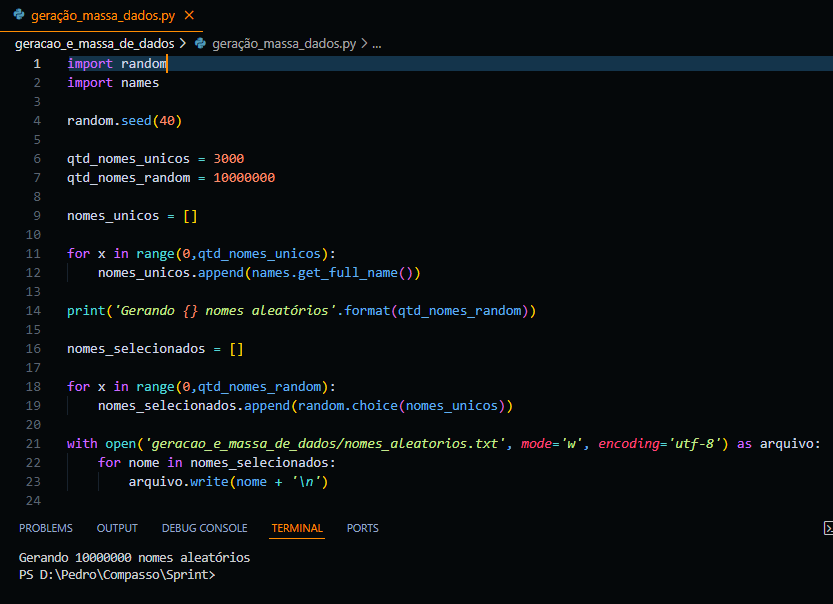 geração_massa_dados.py ×
geracao_e_massa_de_dados > geração_massa_dados.py > ...
1 import random
2 import names
3
4 random.seed(40)
5
6 qtd_nomes_unicos = 3000
7 qtd_nomes_random = 10000000
8
9 nomes_unicos = []
10
11 for x in range(0,qtd_nomes_unicos):
12     nomes_unicos.append(names.get_full_name())
13
14 print('Gerando {} nomes aleatórios'.format(qtd_nomes_random))
15
16 nomes_selecionados = []
17
18 for x in range(0,qtd_nomes_random):
19     nomes_selecionados.append(random.choice(nomes_unicos))
20
21 with open('geracao_e_massa_de_dados/nomes_aleatorios.txt', mode='w', encoding='utf-8') as arquivo:
22     for nome in nomes_selecionados:
23         arquivo.write(nome + '\n')
24
PROBLEMS OUTPUT DEBUG CONSOLE TERMINAL PORTS
Gerando 10000000 nomes aleatórios
PS D:\Pedro\Compasso\Sprint>